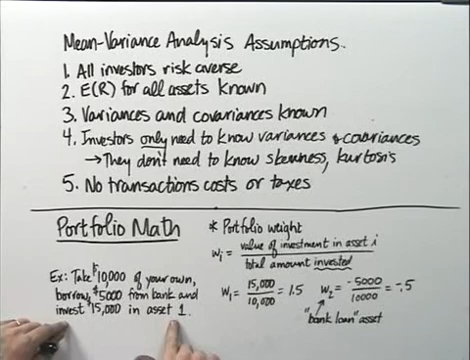 Mean-Variance Analysis Assumptions.
1. All investors risk averse
2. E(R) for all assets known
3. Variances and covariances known
4. Investors only need to know variances & covariances
→ They don't need to know skewness, kurtosis
5. No transactions costs or taxes
Portfolio Math
* Portfolio weight
wi = value of investment in asset i / total amount invested
Ex: Take $10,000 of your own,
borrow $5000 from bank and
invest $15,000 in asset 1.
W1 = 15,000 / 10,000 = 1.5
w2 = -5000 / 10000 = -.5
"bank loan" asset